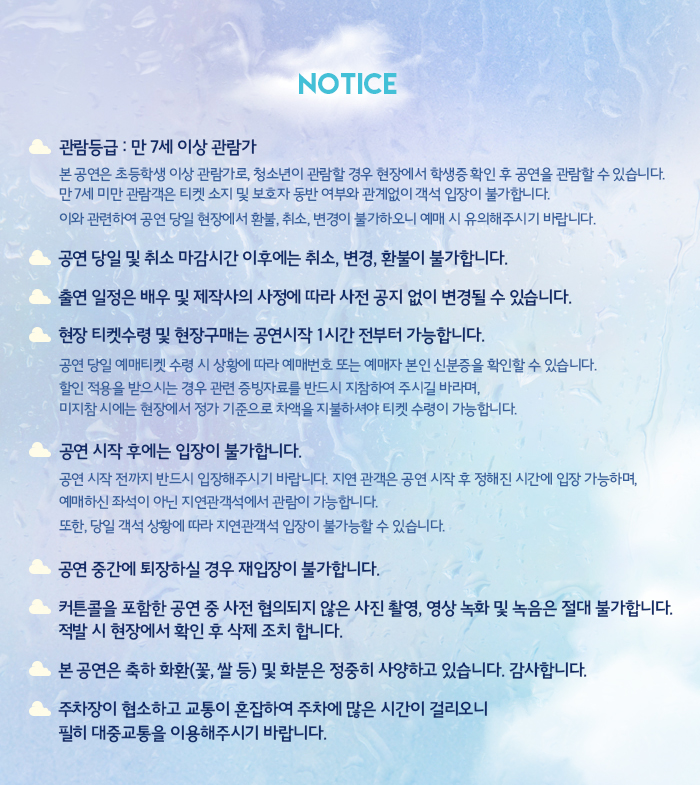 NOTICE
관람등급 : 만 7세 이상 관람가
본 공연은 초등학생 이상 관람가로, 청소년이 관람할 경우 현장에서 학생증 확인 후 공연을 관람할 수 있습니다.
만 7세 미만 관람객은 티켓 소지 및 보호자 동반 여부와 관계없이 객석 입장이 불가합니다.
이와 관련하여 공연 당일 현장에서 환불, 취소, 변경이 불가하오니 예매 시 유의해주시기 바랍니다.
공연 당일 및 취소 마감시간 이후에는 취소, 변경, 환불이 불가합니다.
출연 일정은 배우 및 제작사의 사정에 따라 사전 공지 없이 변경될 수 있습니다.
현장 티켓수령 및 현장구매는 공연시작 1시간 전부터 가능합니다.
공연 당일 예매티켓 수령 시 상황에 따라 예매번호 또는 예매자 본인 신분증을 확인할 수 있습니다.
할인 적용을 받으시는 경우 관련 증빙자료를 반드시 지참하여 주시길 바라며,
미지참 시에는 현장에서 정가 기준으로 차액을 지불하셔야 티켓 수령이 가능합니다.
공연 시작 후에는 입장이 불가합니다.
공연 시작 전까지 반드시 입장해주시기 바랍니다. 지연 관객은 공연 시작 후 정해진 시간에 입장 가능하며,
예매하신 좌석이 아닌 지연관객석에서 관람이 가능합니다.
또한, 당일 객석 상황에 따라 지연관객석 입장이 불가능할 수 있습니다.
공연 중간에 퇴장하실 경우 재입장이 불가합니다.
커튼콜을 포함한 공연 중 사전 협의되지 않은 사진 촬영, 영상 녹화 및 녹음은 절대 불가합니다.
적발 시 현장에서 확인 후 삭제 조치 합니다.
본 공연은 축하 화환(꽃, 쌀 등) 및 화분은 정중히 사양하고 있습니다. 감사합니다.
주차장이 협소하고 교통이 혼잡하여 주차에 많은 시간이 걸리오니
필히 대중교통을 이용해주시기 바랍니다.